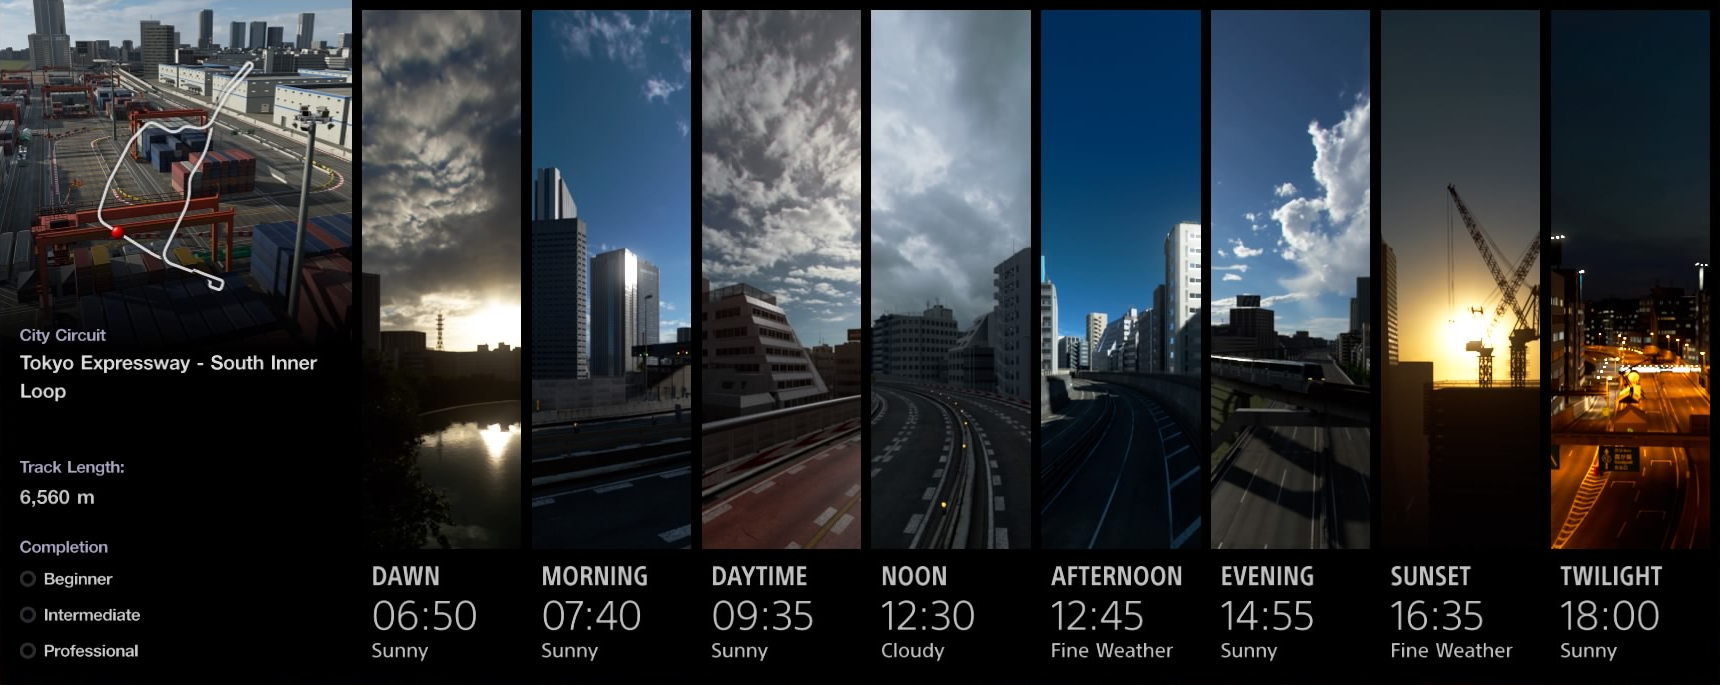 City Circuit
Tokyo Expressway - South Inner
Loop
Track Length:
6,560 m
Completion
Beginner
Intermediate
Professional
DAWN
06:50
Sunny
MORNING
07:40
Sunny
DAYTIME
09:35
Sunny
NOON
12:30
Cloudy
AFTERNOON
12:45
Fine Weather
EVENING
14:55
Sunny
SUNSET
16:35
Fine Weather
TWILIGHT
18:00
Sunny